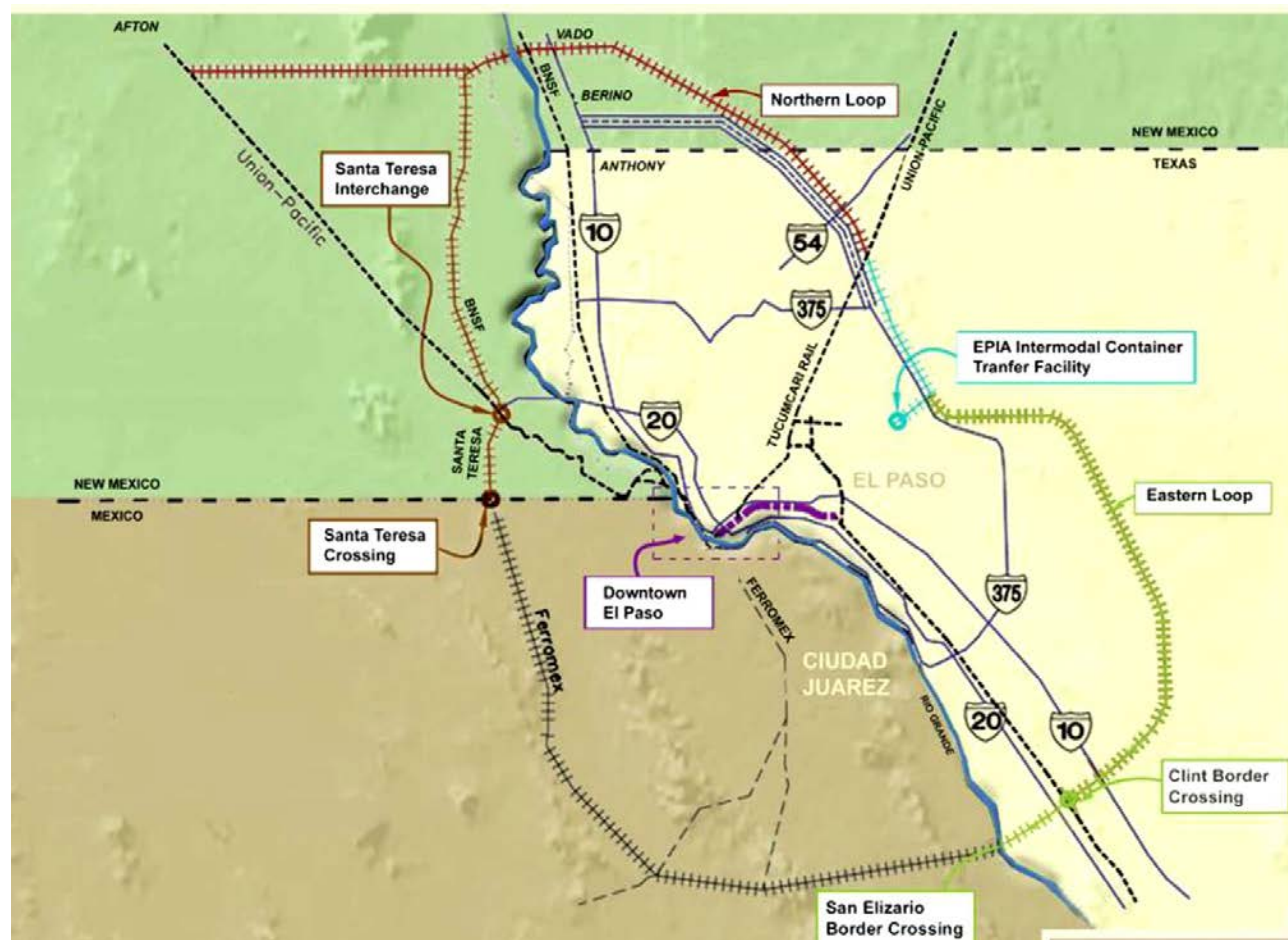 AFTON
VADO
BNSF
BERINO
Northern Loop
UNION-PACIFIC
NEW MEXICO
TEXAS
Union-Pacific
Santa Teresa
Interchange
ANTHONY
10
54
375
BNSF
EPIA Intermodal Container
Tranfer Facility
TUCUMCARI RAIL
20
SANTA
TERESA
EL PASO
NEW MEXICO
MEXICO
Eastern Loop
Santa Teresa
Crossing
Downtown
El Paso
FERROMEX
375
Ferromex
CIUDAD
JUAREZ
RIO GRANDE
20
10
Clint Border
Crossing
San Elizario
Border Crossing